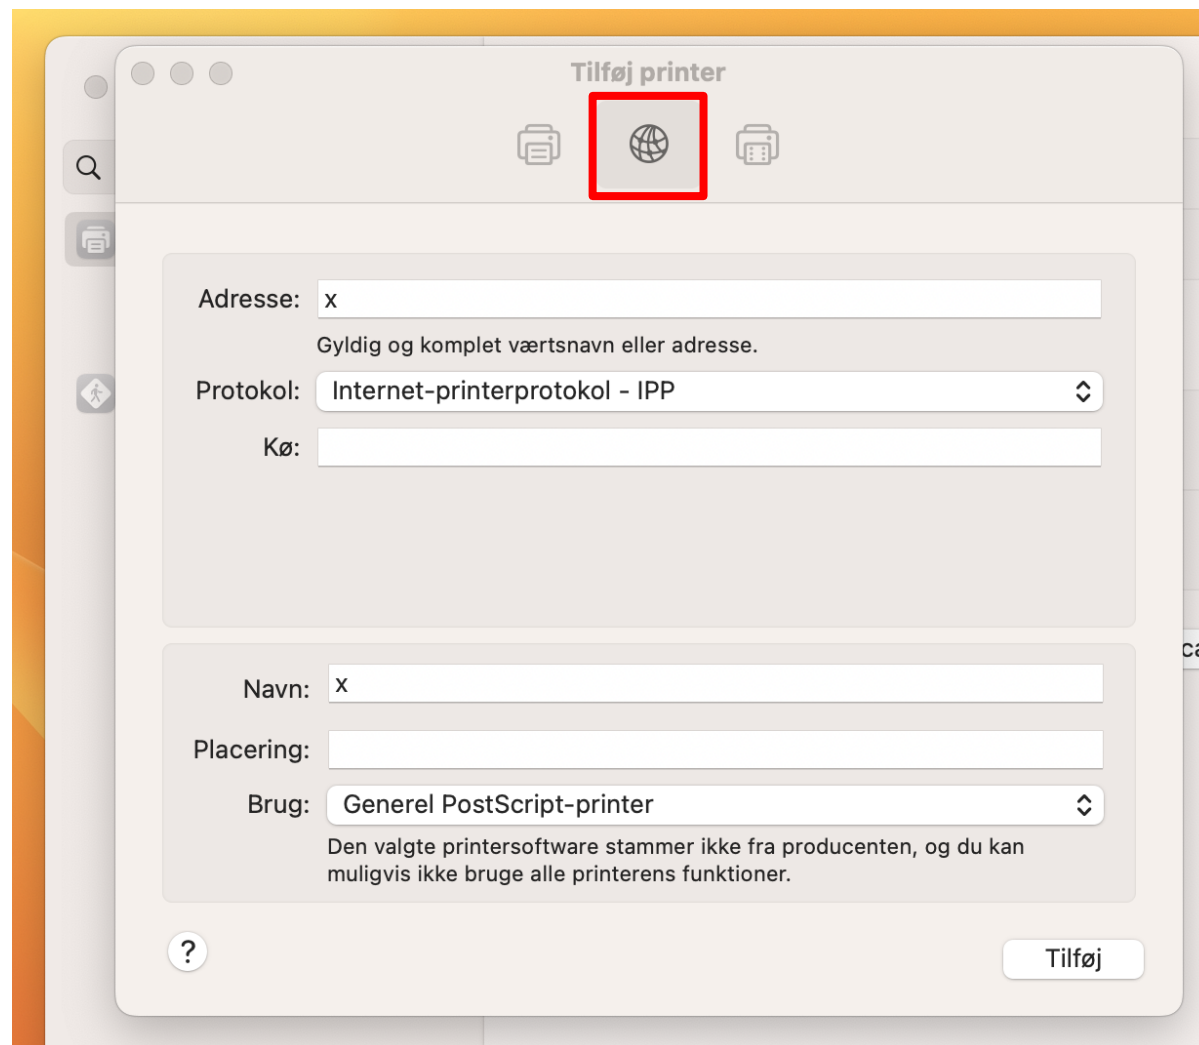 Tilføj printer
Adresse: x
Gyldig og komplet værtsnavn eller adresse.
Protokol: Internet-printerprotokol - IPP
Kø:
Navn: x
Placering:
Brug: Generel PostScript-printer
Den valgte printersoftware stammer ikke fra producenten, og du kan
muligvis ikke bruge alle printerens funktioner.
? Tilføj